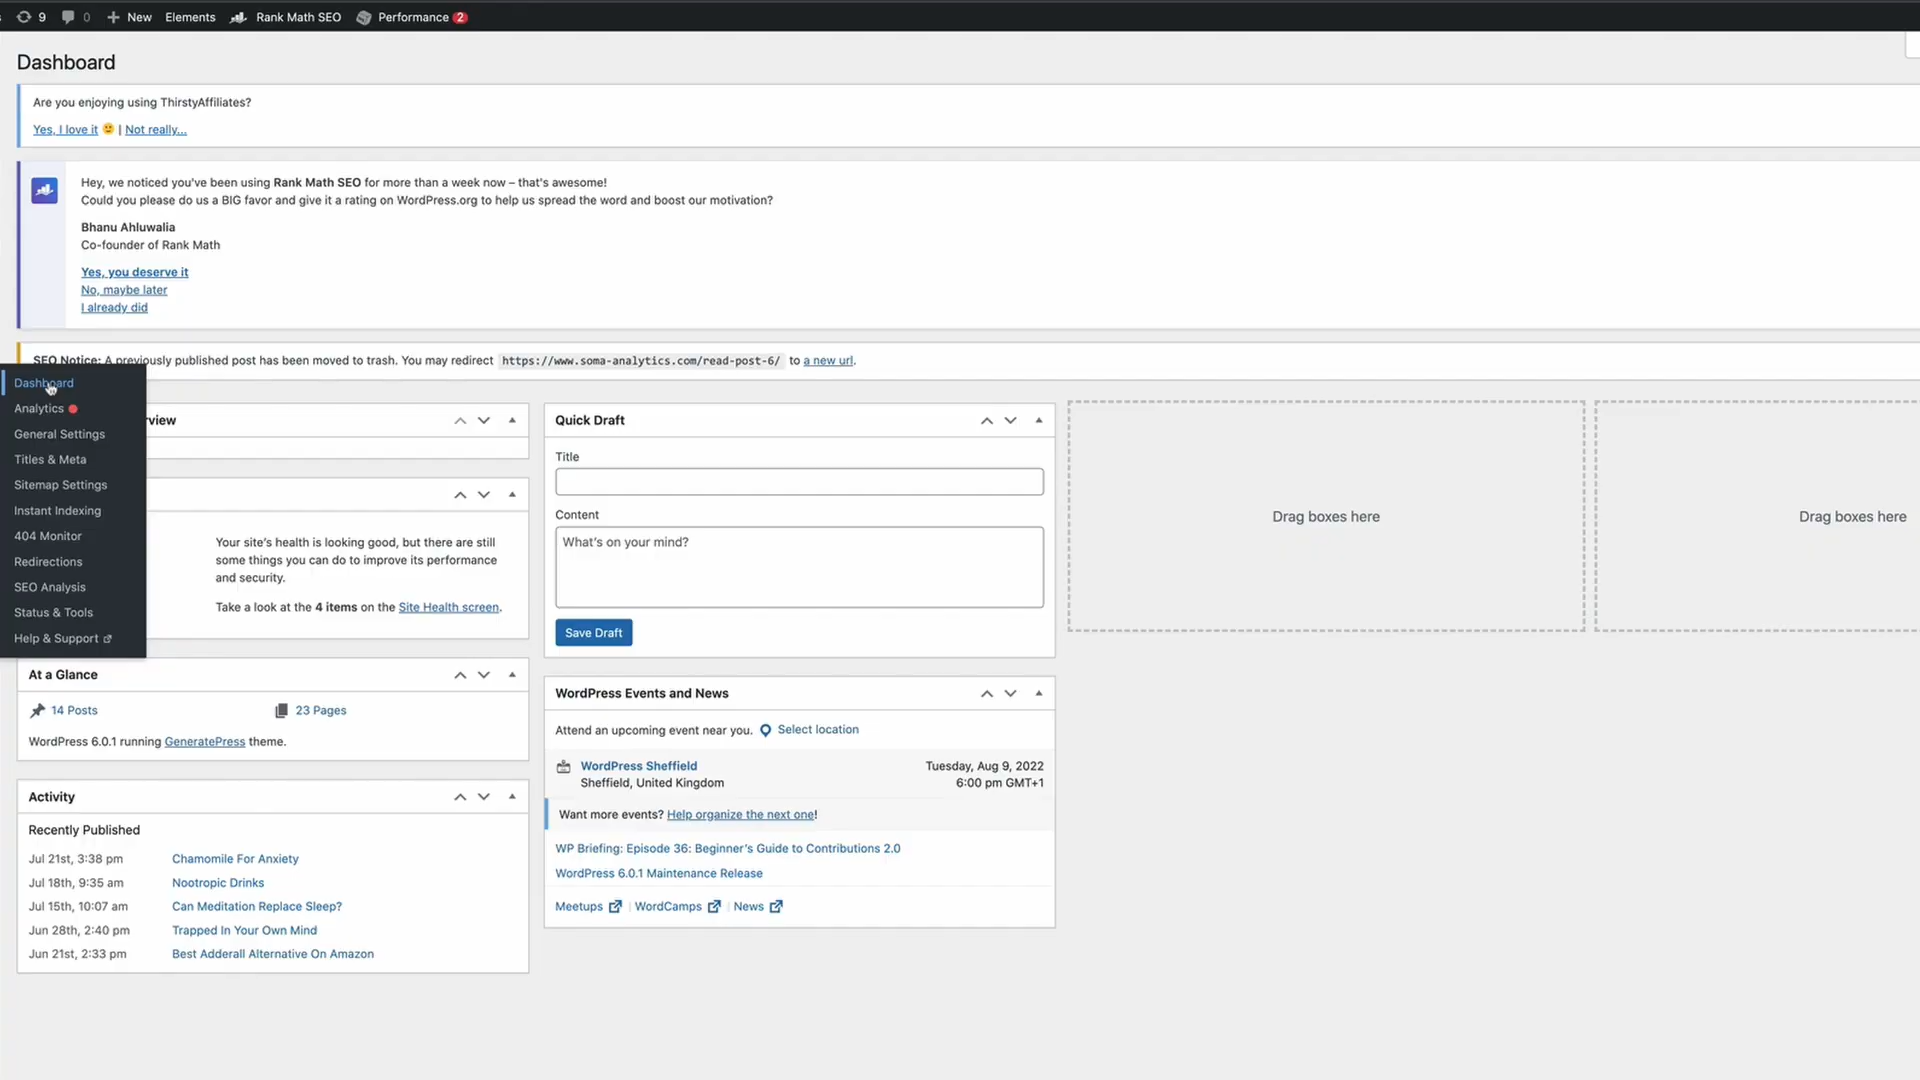 9 0 New Elements Rank Math SEO Performance 2
Dashboard
Are you enjoying using ThirstyAffiliates?
Yes, I love it | Not really...
Hey, we noticed you've been using Rank Math SEO for more than a week now – that's awesome!
Could you please do us a BIG favor and give it a rating on WordPress.org to help us spread the word and boost our motivation?
Bhanu Ahluwalia
Co-founder of Rank Math
Yes, you deserve it
No, maybe later
I already did
SEO Notice: A previously published post has been moved to trash. You may redirect https://www.soma-analytics.com/read-post-6/ to a new url.
Dashboard
Analytics
General Settings
Titles & Meta
Sitemap Settings
Instant Indexing
404 Monitor
Redirections
SEO Analysis
Status & Tools
Help & Support
rview
Your site's health is looking good, but there are still
some things you can do to improve its performance
and security.
Take a look at the 4 items on the Site Health screen.
At a Glance
14 Posts
23 Pages
WordPress 6.0.1 running GeneratePress theme.
Activity
Recently Published
Jul 21st, 3:38 pm Chamomile For Anxiety
Jul 18th, 9:35 am Nootropic Drinks
Jul 15th, 10:07 am Can Meditation Replace Sleep?
Jun 28th, 2:40 pm Trapped In Your Own Mind
Jun 21st, 2:33 pm Best Adderall Alternative On Amazon
Quick Draft
Title
Content
What's on your mind?
Save Draft
WordPress Events and News
Attend an upcoming event near you. Select location
WordPress Sheffield Tuesday, Aug 9, 2022
Sheffield, United Kingdom 6:00 pm GMT+1
Want more events? Help organize the next one!
WP Briefing: Episode 36: Beginner's Guide to Contributions 2.0
WordPress 6.0.1 Maintenance Release
Meetups | WordCamps | News
Drag boxes here
Drag boxes here